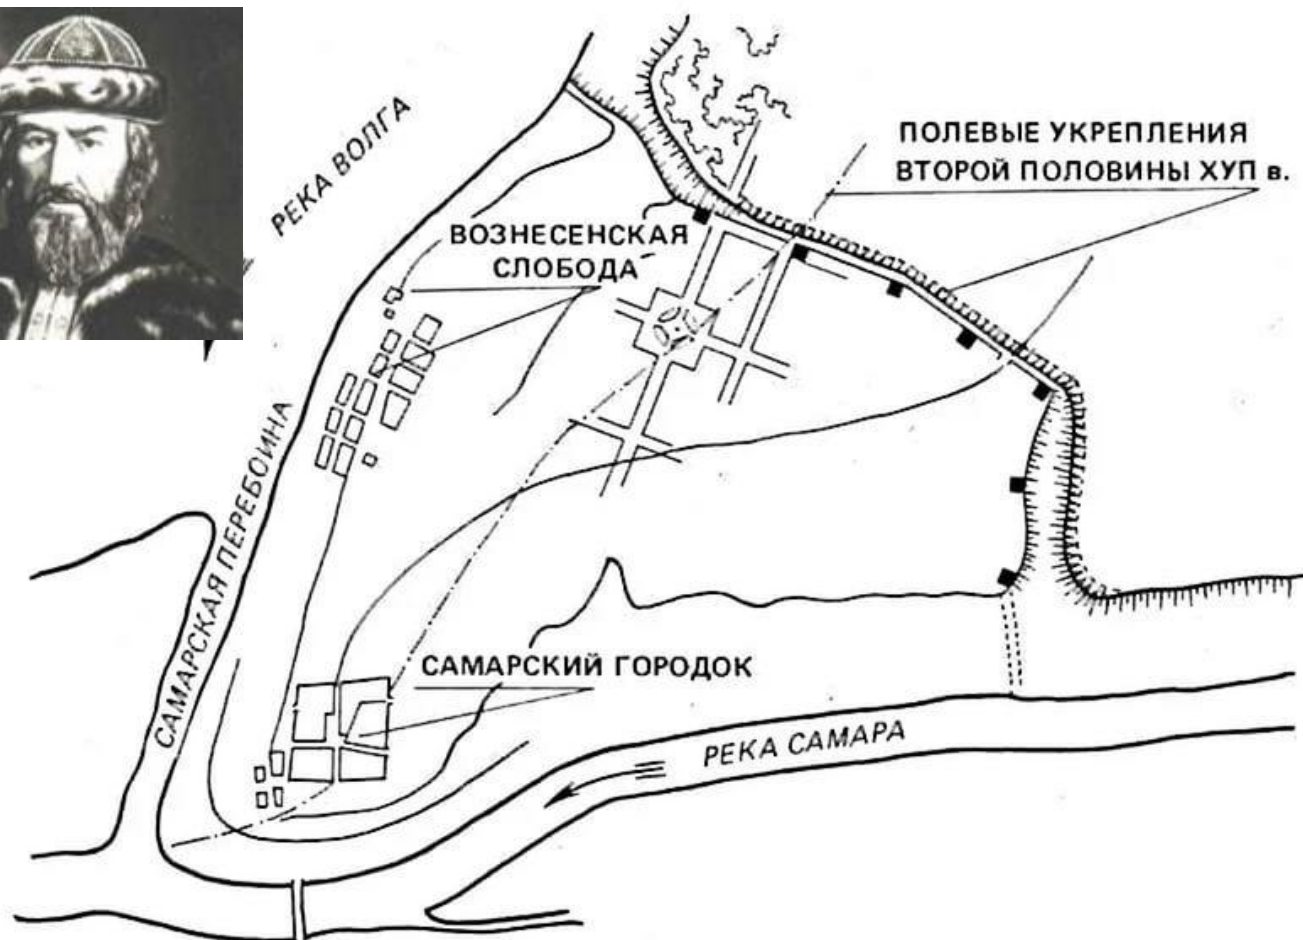 РЕКА ВОЛГА
ПОЛЕВЫЕ УКРЕПЛЕНИЯ
ВТОРОЙ ПОЛОВИНЫ ХУП в.
ВОЗНЕСЕНСКАЯ
СЛОБОДА
САМАРСКАЯ ПЕРЕБОИНА
САМАРСКИЙ ГОРОДОК
РЕКА САМАРА